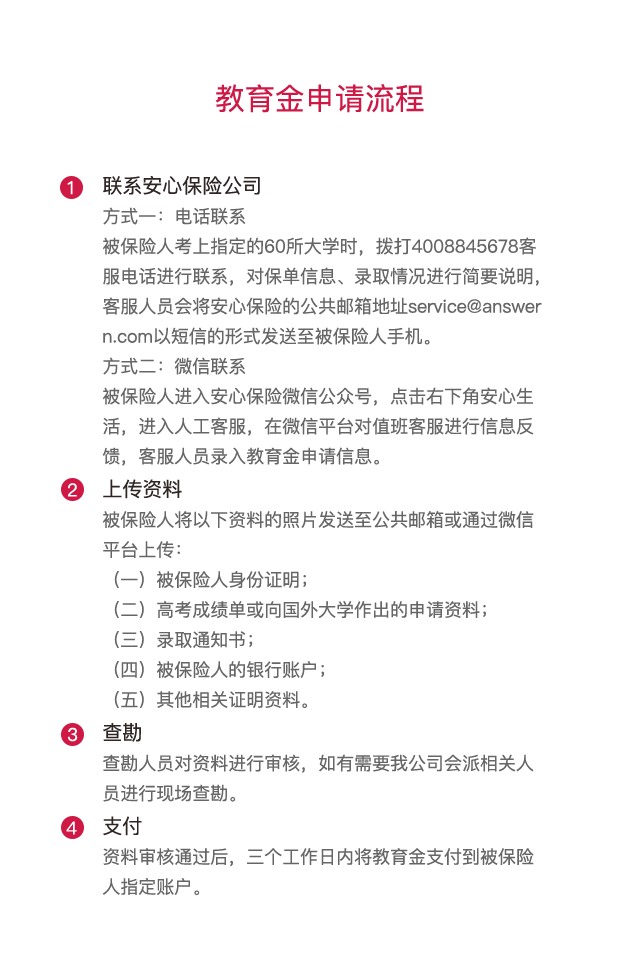 教育金申请流程
1 联系安心保险公司
方式一：电话联系
被保险人考上指定的60所大学时，拨打4008845678客
服电话进行联系，对保单信息、录取情况进行简要说明，
客服人员会将安心保险的公共邮箱地址service@answer
n.com以短信的形式发送至被保险人手机。
方式二：微信联系
被保险人进入安心保险微信公众号，点击右下角安心生
活，进入人工客服，在微信平台对值班客服进行信息反
馈，客服人员录入教育金申请信息。
2 上传资料
被保险人将以下资料的照片发送至公共邮箱或通过微信
平台上传：
（一）被保险人身份证明；
（二）高考成绩单或向国外大学作出的申请资料；
（三）录取通知书；
（四）被保险人的银行账户；
（五）其他相关证明资料。
3 查勘
查勘人员对资料进行审核，如有需要我公司会派相关人
员进行现场查勘。
4 支付
资料审核通过后，三个工作日内将教育金支付到被保险
人指定账户。